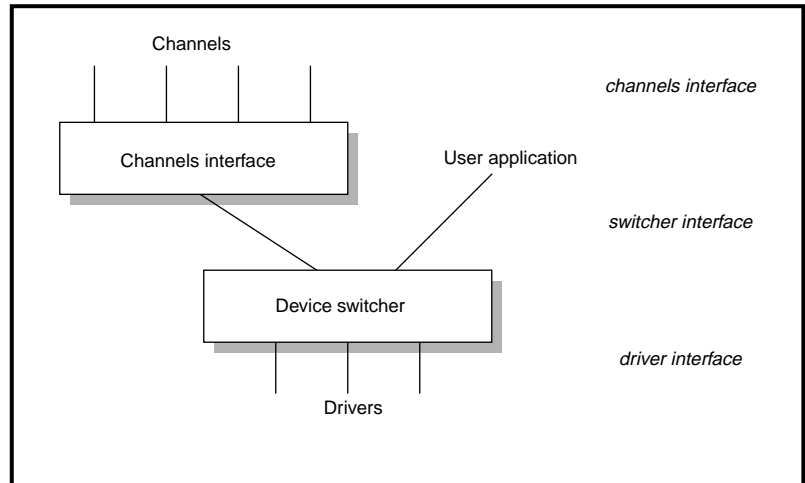 Channels
channels interface
Channels interface
User application
switcher interface
Device switcher
driver interface
Drivers